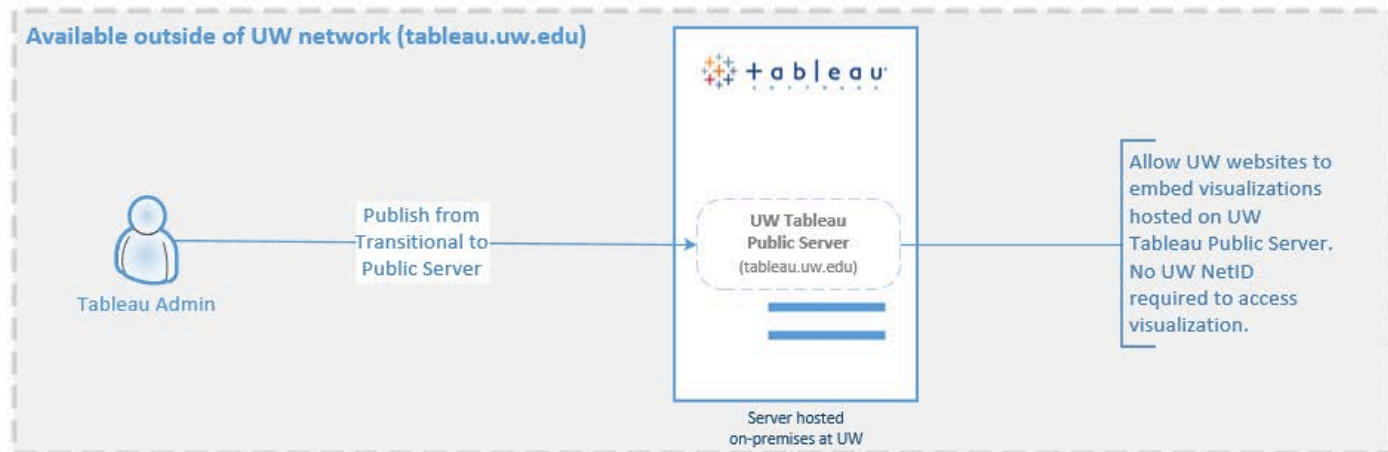 Available outside of UW network (tableau.uw.edu)
+ a b l e a u
Publish from
Transitional to
Public Server
Tableau Admin
UW Tableau
Public Server
(tableau.uw.edu)
Allow UW websites to
embed visualizations
hosted on UW
Tableau Public Server.
No UW NetID
required to access
visualization.
Server hosted
on-premises at UW